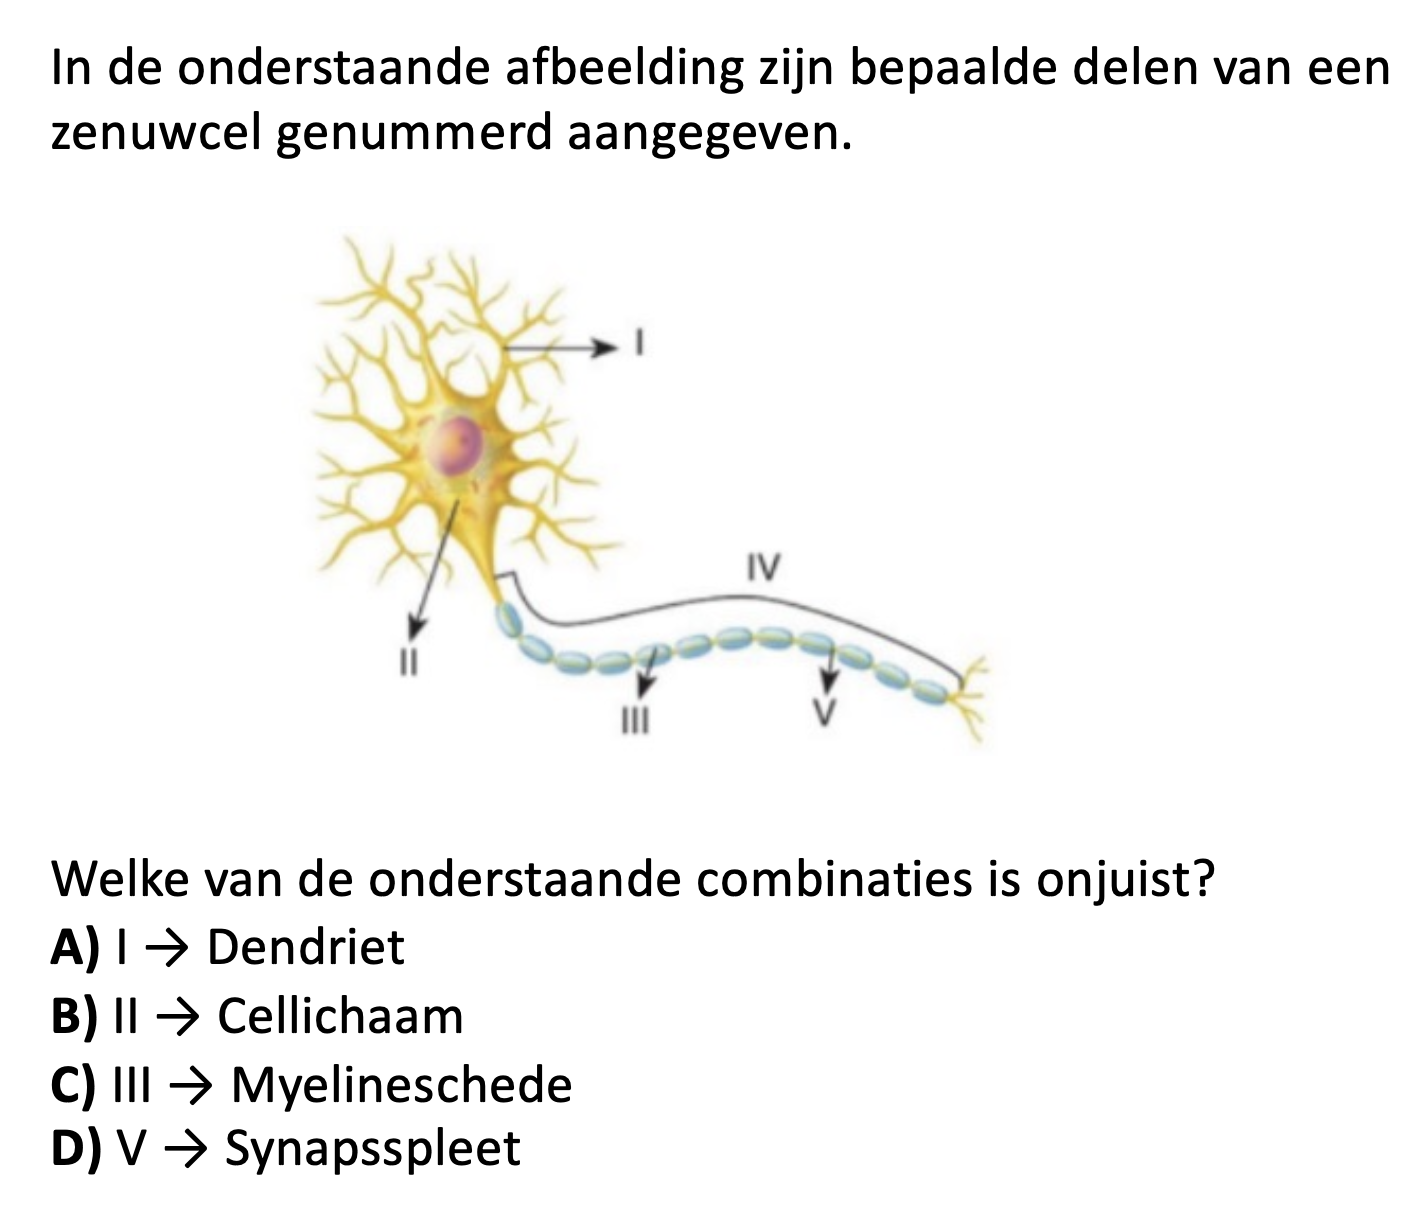 In de onderstaande afbeelding zijn bepaalde delen van een
zenuwcel genummerd aangegeven.
I
IV
II
III
V
Welke van de onderstaande combinaties is onjuist?
A) I → Dendriet
B) II → Cellichaam
C) III → Myelineschede
D) V → Synapsspleet